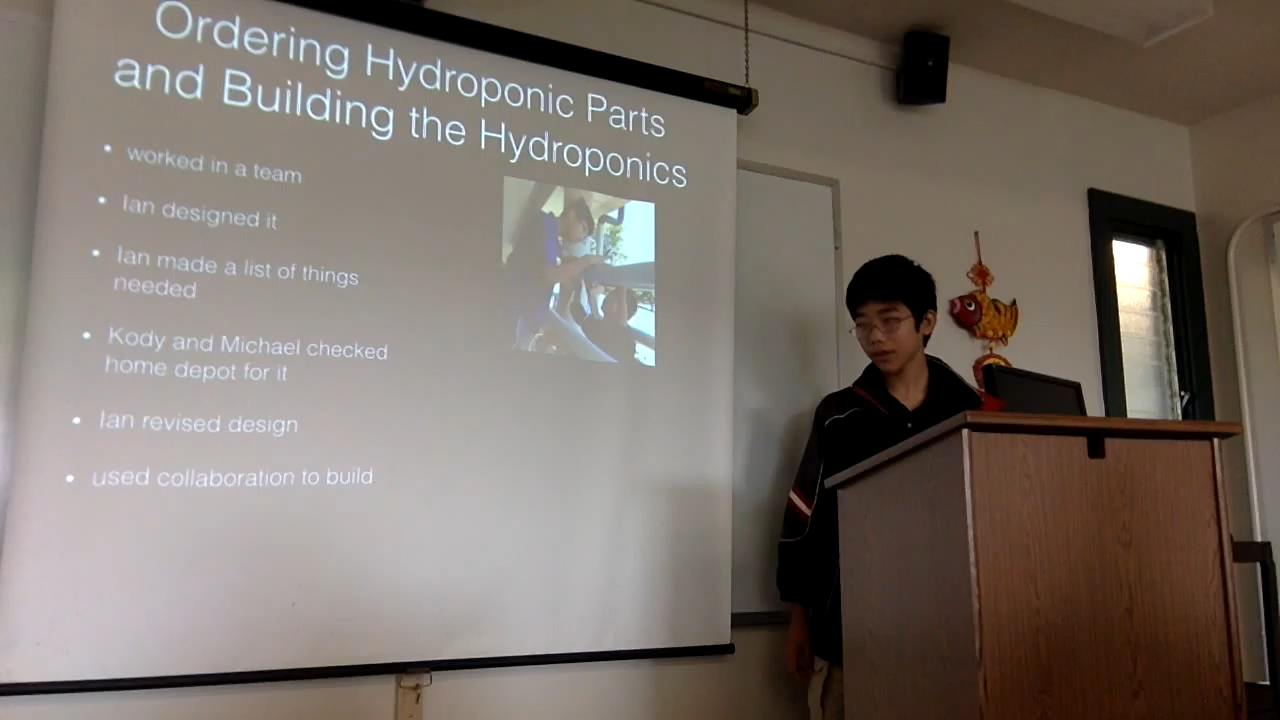 Ordering Hydroponic Parts
and Building the Hydroponics
• worked in a team
• Ian designed it
• Ian made a list of things
needed
• Kody and Michael checked
home depot for it
• Ian revised design
• used collaboration to build